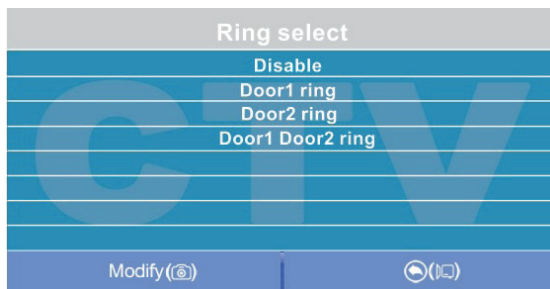 Ring select
Disable
Door1 ring
Door2 ring
Door1 Door2 ring
CTV
Modify()
()